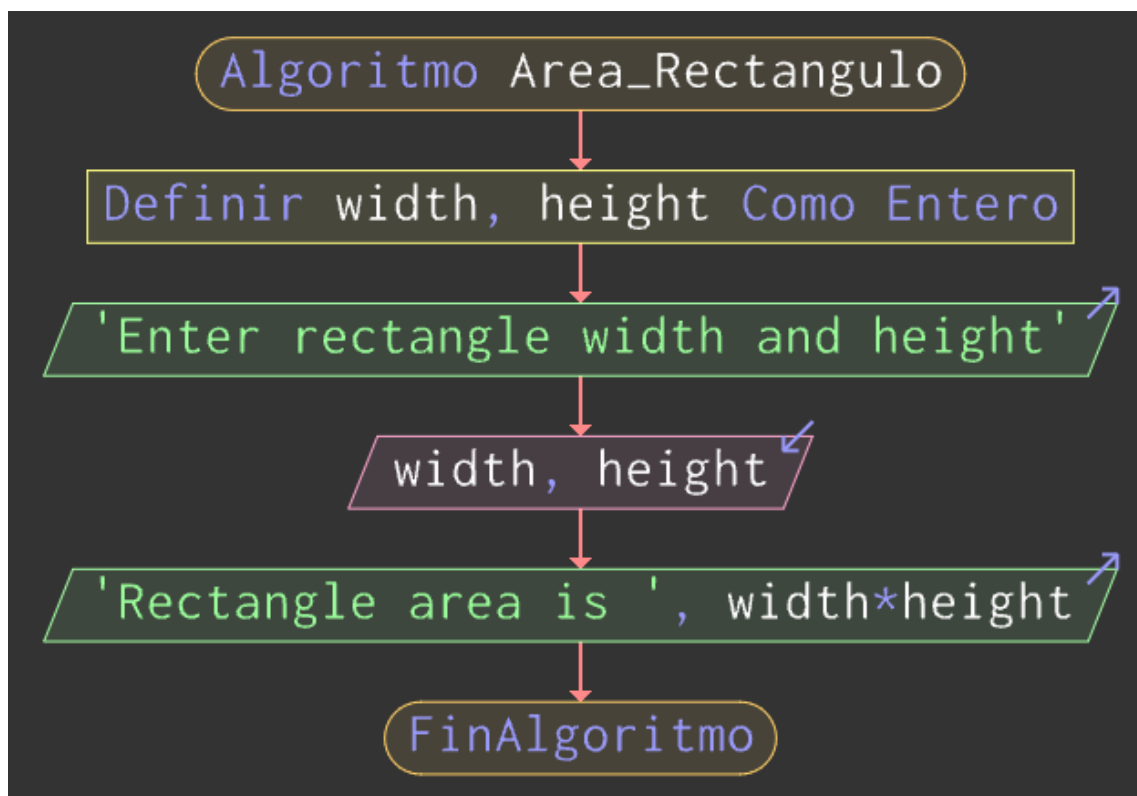 Algoritmo Area_Rectangulo
Definir width, height Como Entero
'Enter rectangle width and height'
width, height
'Rectangle area is ', width*height
FinAlgoritmo